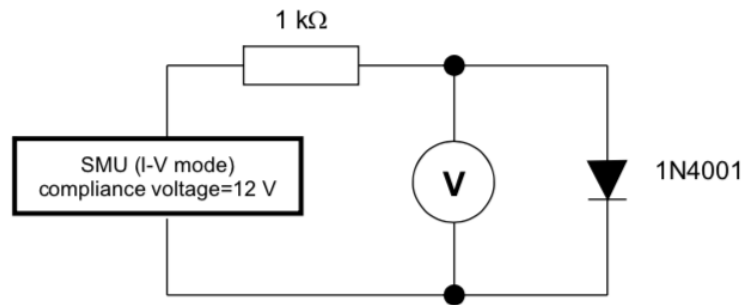 1 kΩ
SMU (I-V mode)
compliance voltage=12 V
V
1N4001